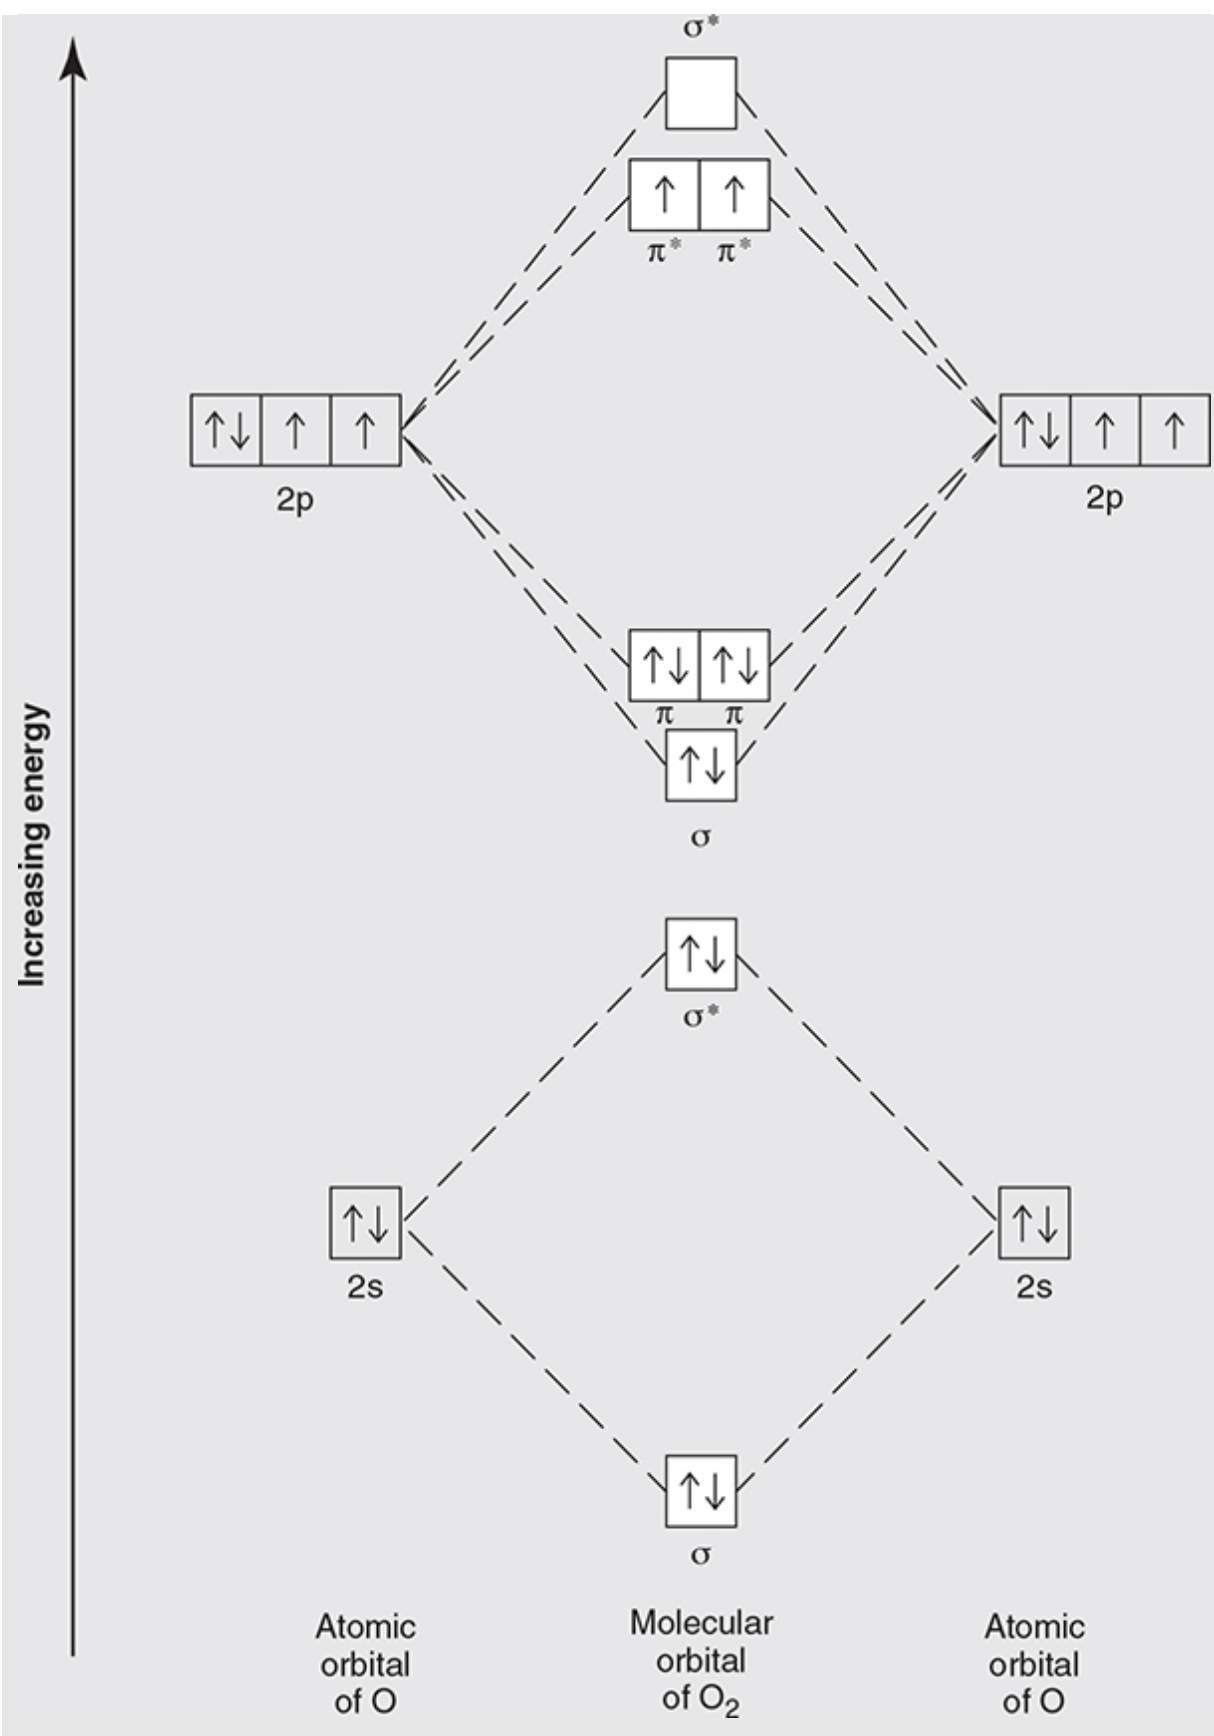 σ*
↑ ↑
π* π*
↑↓ ↑ ↑
2p
↑↓ ↑ ↑
2p
↑↓ ↑↓
π π
↑↓
σ
↑↓
σ*
↑↓
2s
↑↓
2s
↑↓
σ
Increasing energy
Atomic
orbital
of O
Molecular
orbital
of O₂
Atomic
orbital
of O